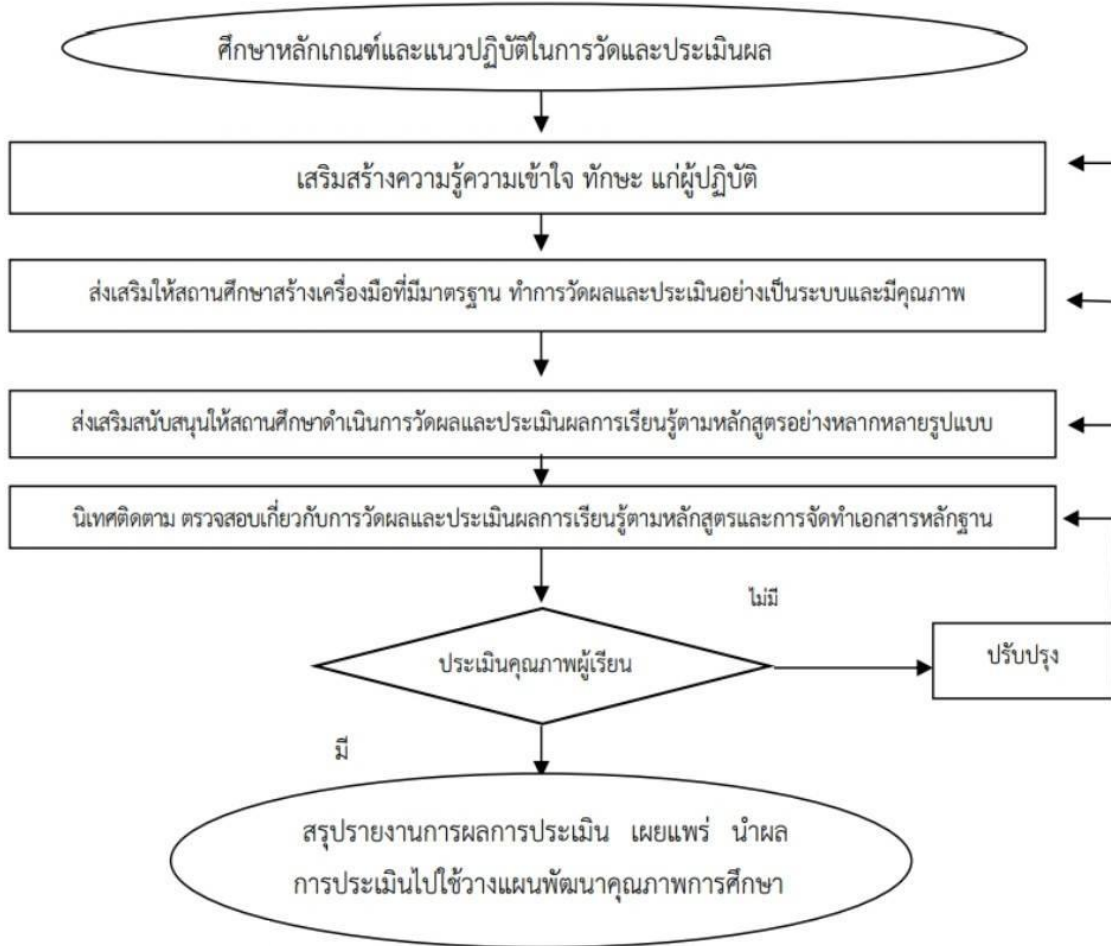 ศึกษาหลักเกณฑ์และแนวปฏิบัติในการวัดและประเมินผล
เสริมสร้างความรู้ความเข้าใจ ทักษะ แก่ผู้ปฏิบัติ
ส่งเสริมให้สถานศึกษาสร้างเครื่องมือที่มีมาตรฐาน ทำการวัดผลและประเมินอย่างเป็นระบบและมีคุณภาพ
ส่งเสริมสนับสนุนให้สถานศึกษาดำเนินการวัดผลและประเมินผลการเรียนรู้ตามหลักสูตรอย่างหลากหลายรูปแบบ
นิเทศติดตาม ตรวจสอบเกี่ยวกับการวัดผลและประเมินผลการเรียนรู้ตามหลักสูตรและการจัดทำเอกสารหลักฐาน
ไม่มี
ประเมินคุณภาพผู้เรียน
ปรับปรุง
มี
สรุปรายงานการผลการประเมิน เผยแพร่ นำผล
การประเมินไปใช้วางแผนพัฒนาคุณภาพการศึกษา